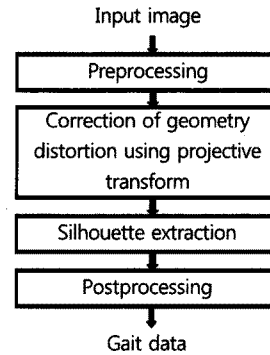 Input image
Preprocessing
Correction of geometry
distortion using projective
transform
Silhouette extraction
Postprocessing
Gait data